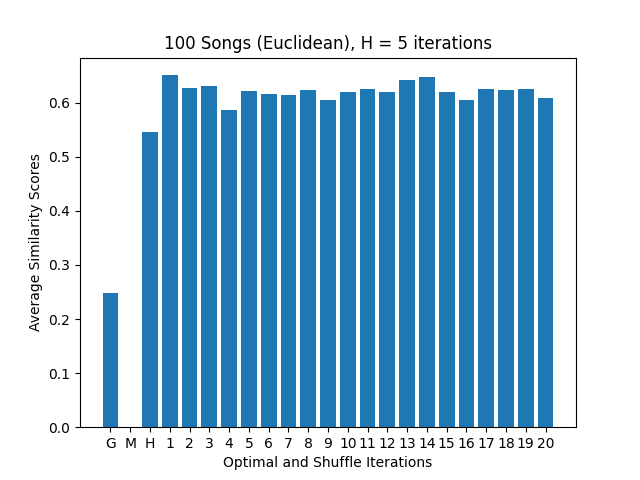 100 Songs (Euclidean), H = 5 iterations
Average Similarity Scores
0.6
0.5
0.4
0.3
0.2
0.1
0.0
G M H 1 2 3 4 5 6 7 8 9 10 11 12 13 14 15 16 17 18 19 20
Optimal and Shuffle Iterations